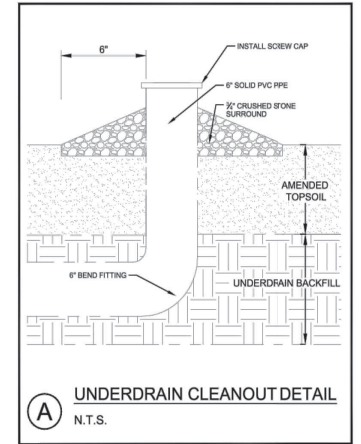 6"
INSTALL SCREW CAP
6" SOLID PVC PPE
¾" CRUSHED STONE
SURROUND
AMENDED
TOPSOIL
6" BEND FITTING
UNDERDRAIN BACKFILL
A
UNDERDRAIN CLEANOUT DETAIL
N.T.S.